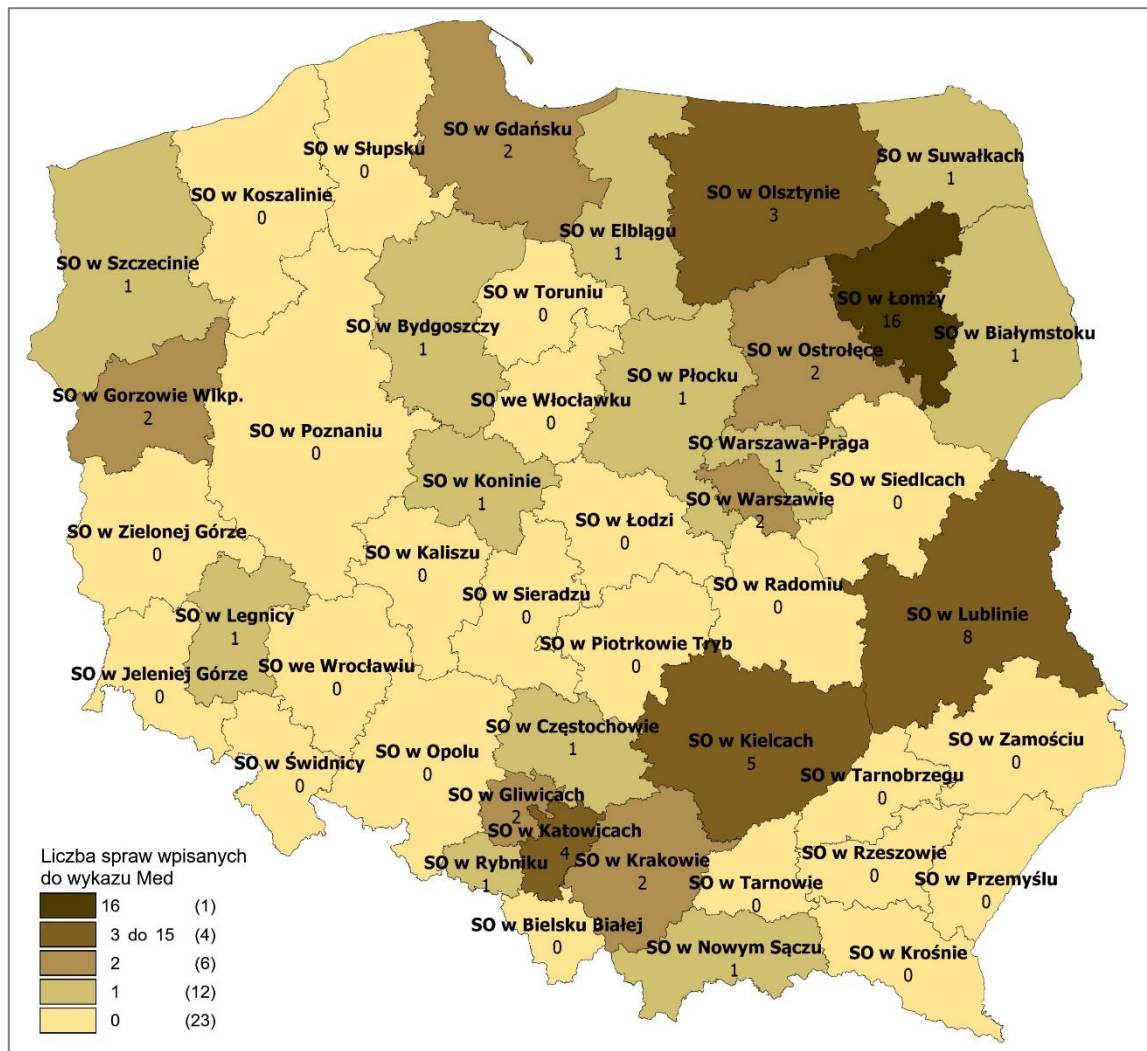 SO w Gdańsku
2
SO w Słupsku
0
SO w Koszalinie
0
SO w Suwałkach
1
SO w Olsztynie
3
SO w Elblągu
1
SO w Szczecinie
1
SO w Toruniu
0
SO w Łomży
16
SO w Bydgoszczy
1
SO w Białymstoku
1
SO w Ostrołęce
2
SO w Płocku
1
SO w Gorzowie Wlkp.
2
SO we Włocławku
0
SO w Poznaniu
0
SO Warszawa-Praga
1
SO w Koninie
1
SO w Siedlcach
0
SO w Warszawie
2
SO w Zielonej Górze
0
SO w Łodzi
0
SO w Kaliszu
0
SO w Radomiu
0
SO w Sieradzu
0
SO w Legnicy
1
SO w Lublinie
8
SO w Piotrkowie Tryb
0
SO w Jeleniej Górze
0
SO we Wrocławiu
0
SO w Częstochowie
1
SO w Kielcach
5
SO w Zamościu
0
SO w Opolu
0
SO w Świdnicy
0
SO w Tarnobrzegu
0
SO w Gliwicach
2
SO w Katowicach
4
SO w Rybniku
1
SO w Krakowie
2
SO w Rzeszowie
0
SO w Tarnowie
0
SO w Przemyślu
0
SO w Bielsku Białej
0
SO w Nowym Sączu
1
SO w Krośnie
0
Liczba spraw wpisanych
do wykazu Med
16 (1)
3 do 15 (4)
2 (6)
1 (12)
0 (23)